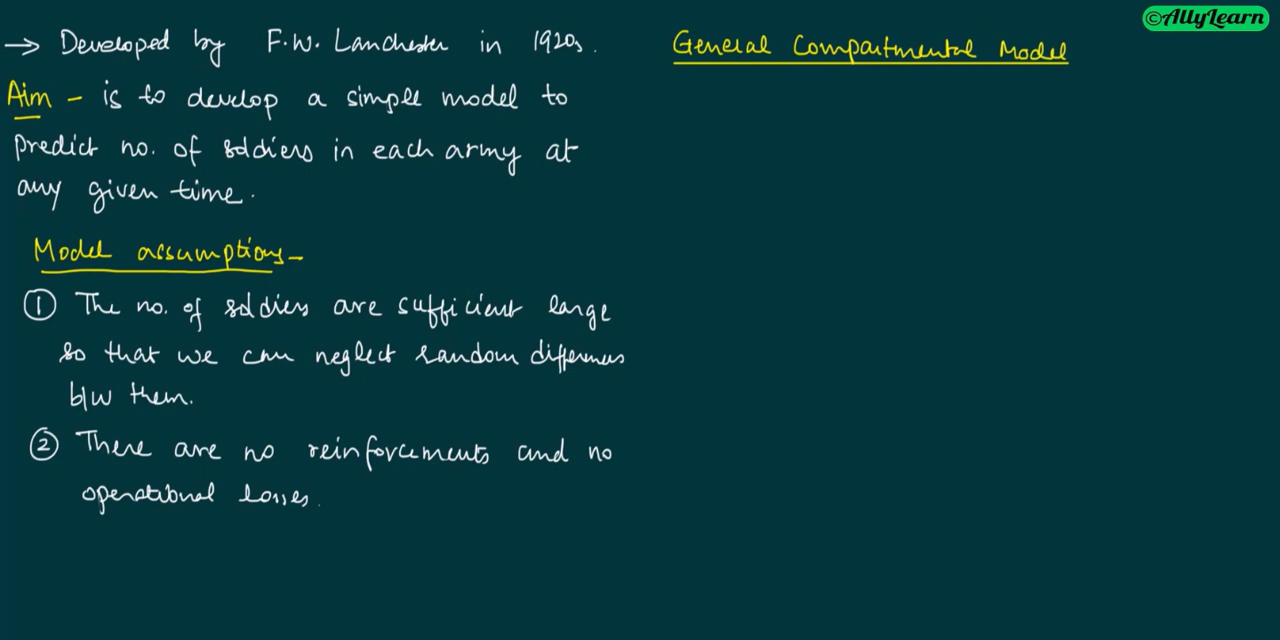 ©AllyLearn
→ Developed by F.W. Lanchester in 1920s.
Aim - is to develop a simple model to
predict no. of soldiers in each army at
any given time.
Model assumptions -
① The no. of soldiers are sufficient large
so that we can neglect random differences
b/w them.
② There are no reinforcements and no
operational losses.
General Compartmental Model